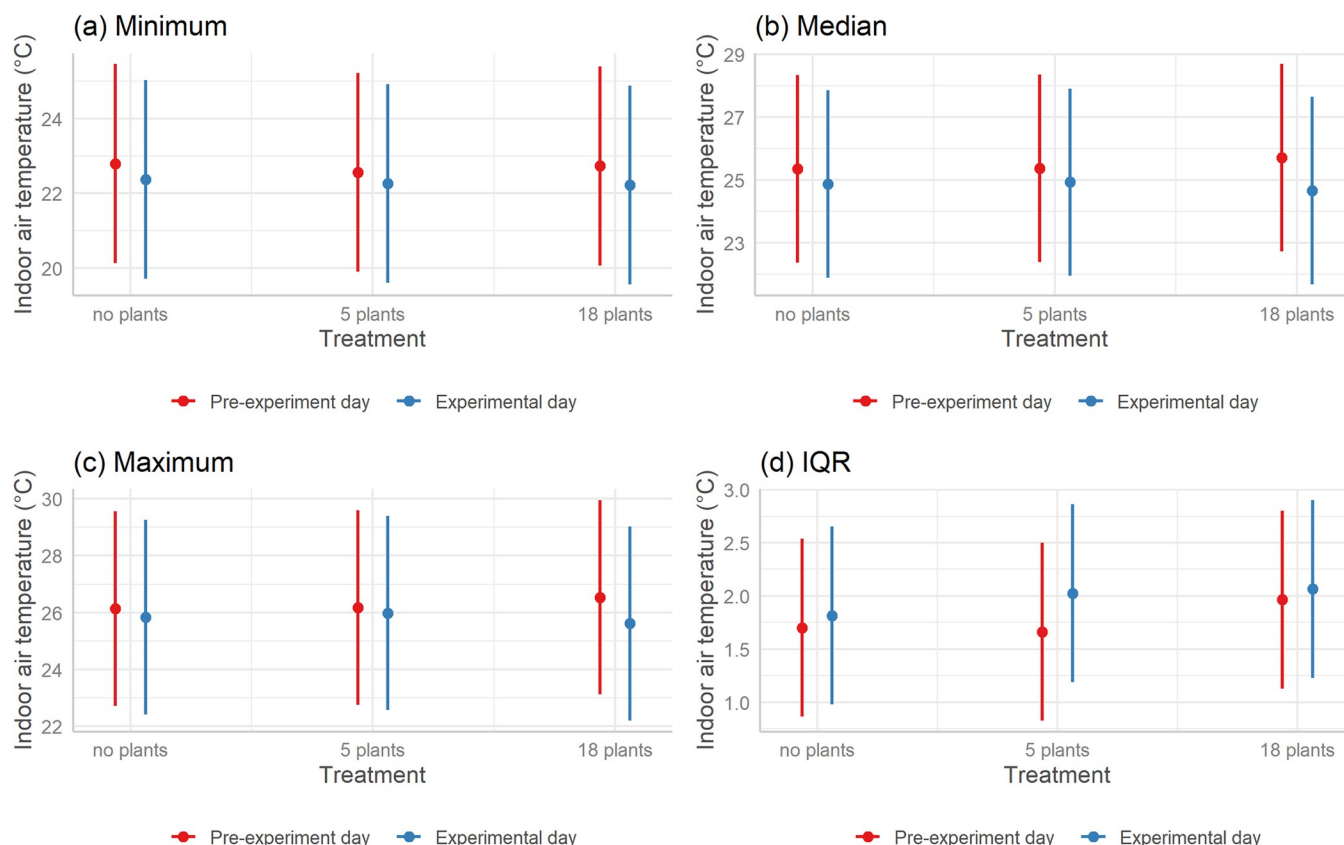 (a) Minimum
Indoor air temperature (°C)
24
22
20
no plants 5 plants 18 plants
Treatment
Pre-experiment day Experimental day
(b) Median
Indoor air temperature (°C)
29
27
25
23
no plants 5 plants 18 plants
Treatment
Pre-experiment day Experimental day
(c) Maximum
Indoor air temperature (°C)
30
28
26
24
22
no plants 5 plants 18 plants
Treatment
Pre-experiment day Experimental day
(d) IQR
Indoor air temperature (°C)
3.0
2.5
2.0
1.5
1.0
no plants 5 plants 18 plants
Treatment
Pre-experiment day Experimental day